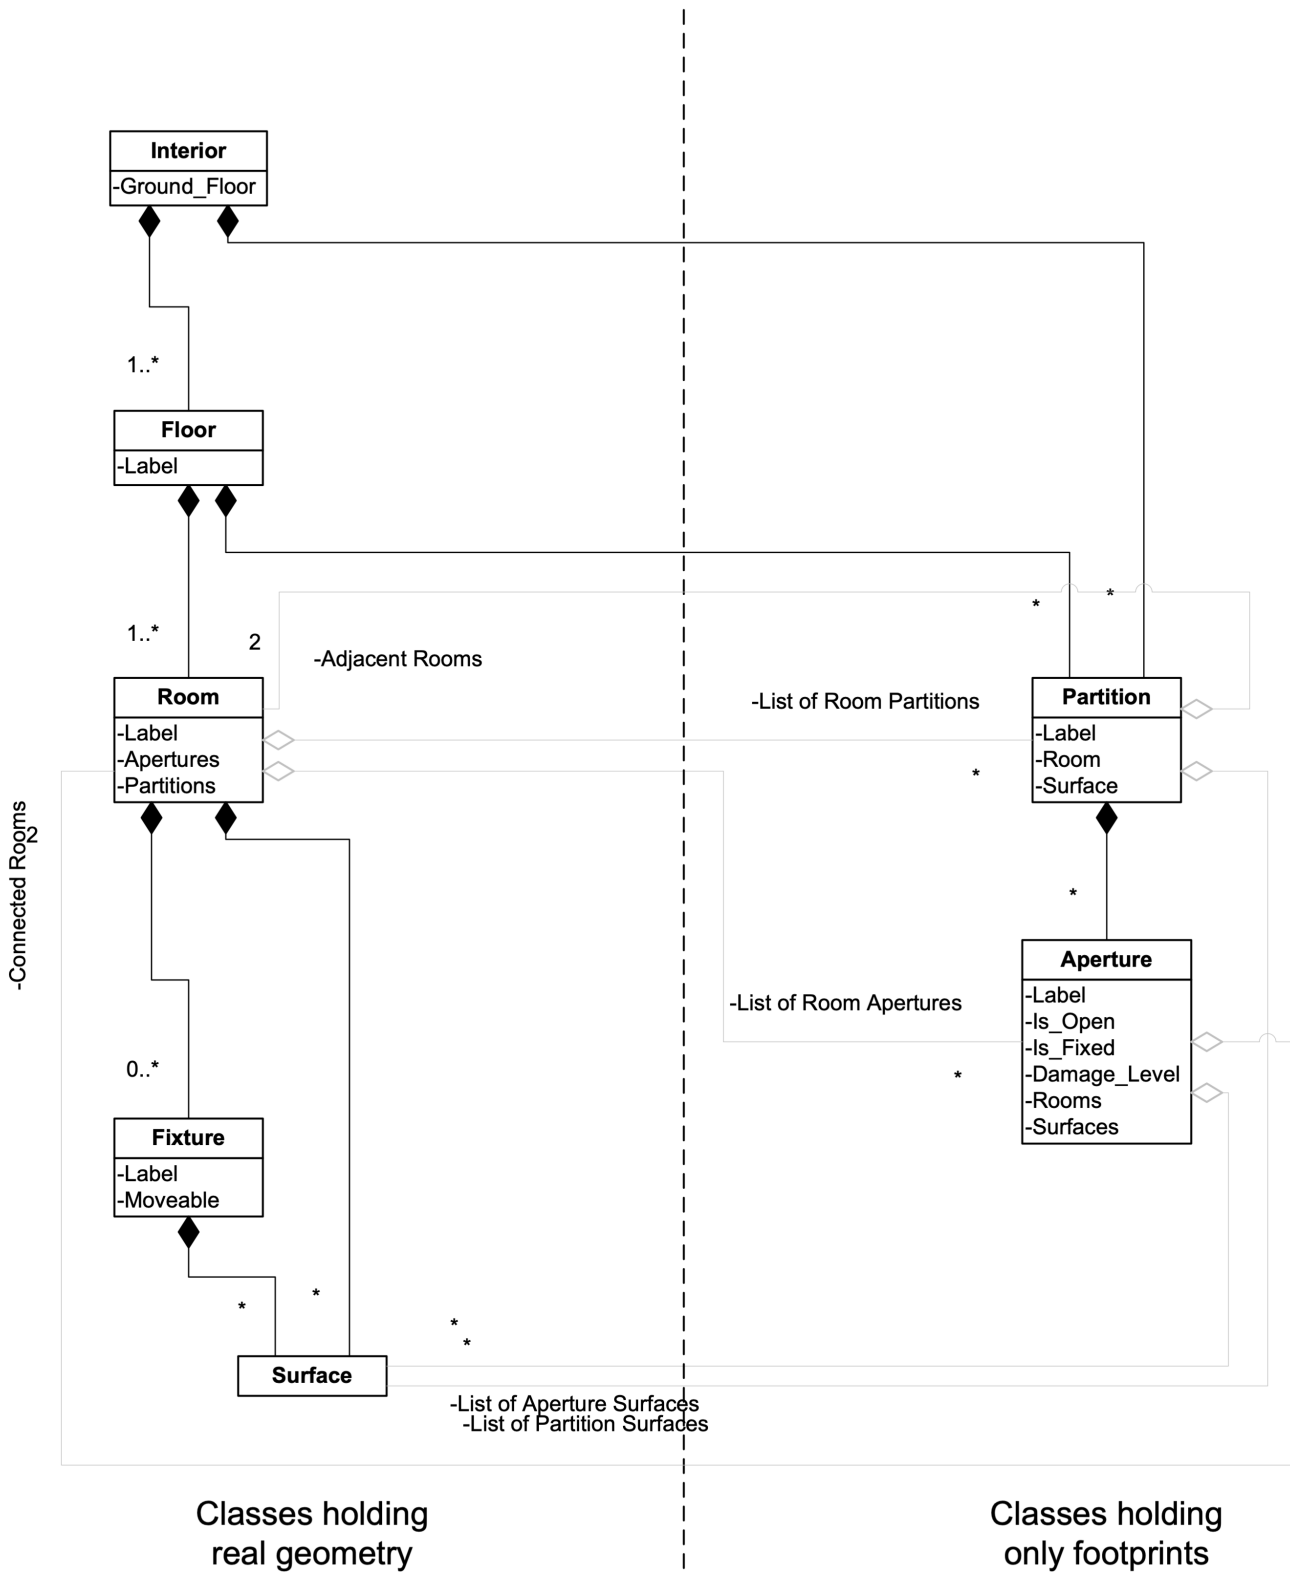 Interior
-Ground_Floor
1..*
Floor
-Label
*
*
1..*
2
-Adjacent Rooms
Room
-Label
-Apertures
-Partitions
-List of Room Partitions
*
Partition
-Label
-Room
-Surface
-Connected Rooms
2
*
Aperture
-Label
-Is_Open
-Is_Fixed
-Damage_Level
-Rooms
-Surfaces
-List of Room Apertures
*
0..*
Fixture
-Label
-Moveable
*
*
*
*
Surface
-List of Aperture Surfaces
-List of Partition Surfaces
Classes holding
real geometry
Classes holding
only footprints